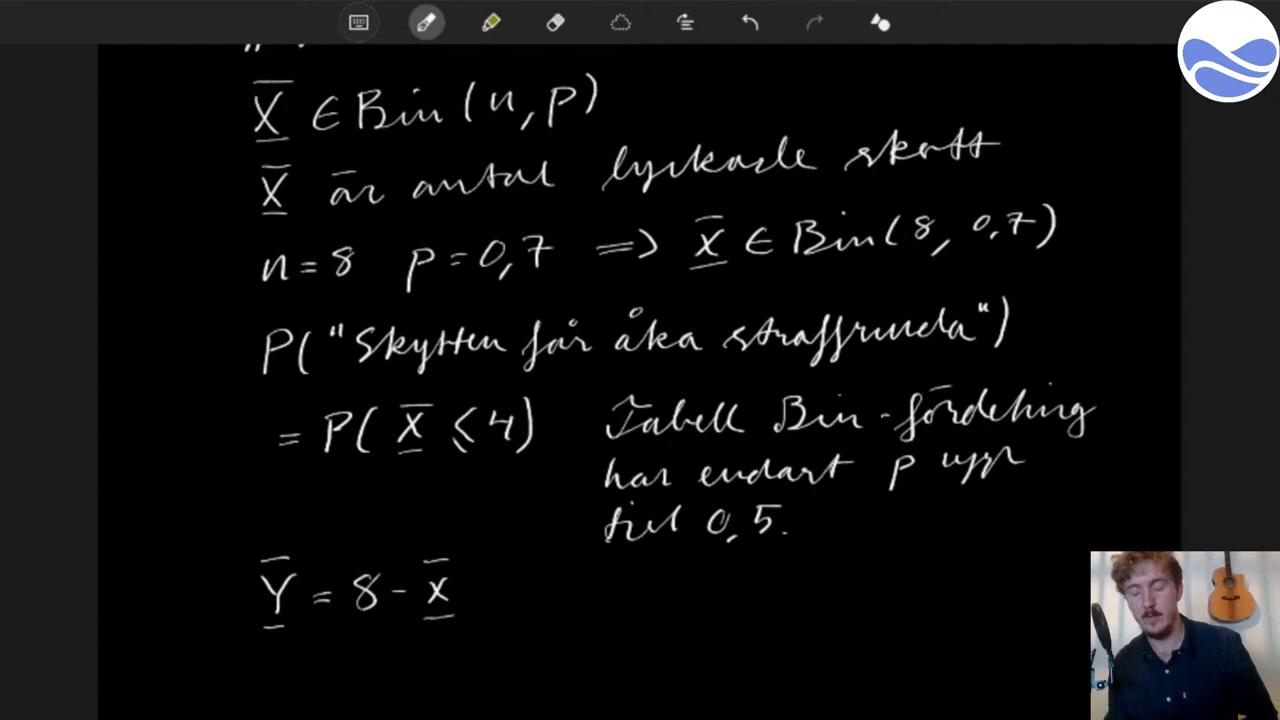 X ∈ Bin(n, p)
X är antal lyckade skott
n = 8 p = 0,7 => X ∈ Bin(8, 0,7)
P("Skytten får åka straffrunda")
= P(X ≤ 4) Tabell Bin-fördelning
har endast p upp
till 0,5.
Y = 8 - X